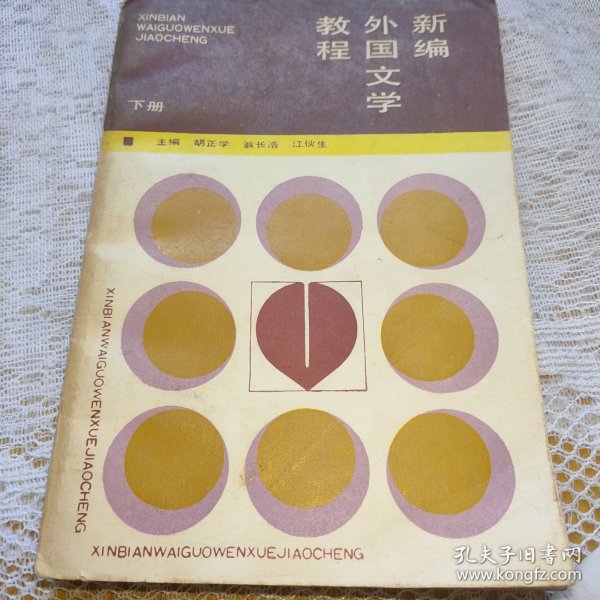 XINBIAN
WAIGUOWENXUE
JIAOCHENG
新编
外国文学
教程
下册
主编 胡正学 翁长浩 江伙生
XINBIANWAIGUOWENXUEJIAOCHENG
XINBIANWAIGUOWENXUEJIAOCHENG
孔夫子旧书网
www.kongfz.com